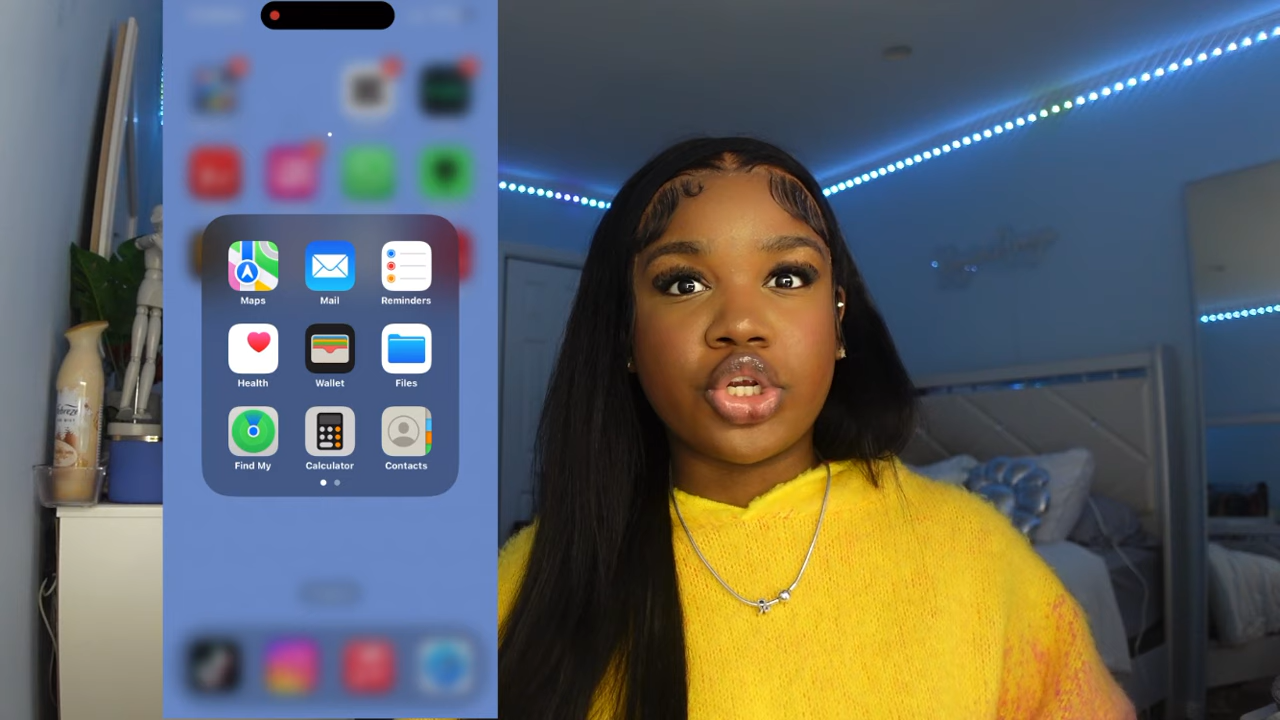 Maps Mail Reminders
Health Wallet Files
Find My Calculator Contacts